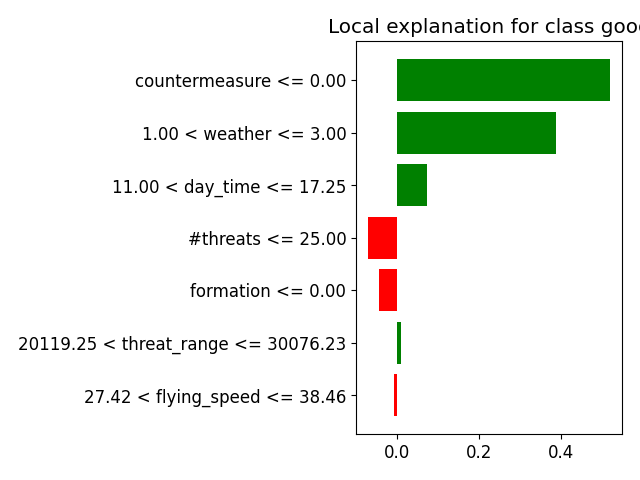 Local explanation for class goo
countermeasure <= 0.00
1.00 < weather <= 3.00
11.00 < day_time <= 17.25
#threats <= 25.00
formation <= 0.00
20119.25 < threat_range <= 30076.23
27.42 < flying_speed <= 38.46
0.0 0.2 0.4